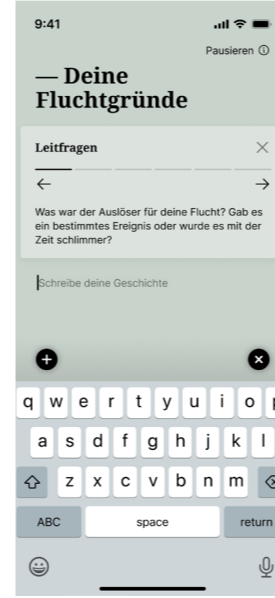 9:41
Pausieren
— Deine
Fluchtgründe
Leitfragen
Was war der Auslöser für deine Flucht? Gab es
ein bestimmtes Ereignis oder wurde es mit der
Zeit schlimmer?
Schreibe deine Geschichte
q w e r t y u i o p
a s d f g h j k l
z x c v b n m
ABC space return